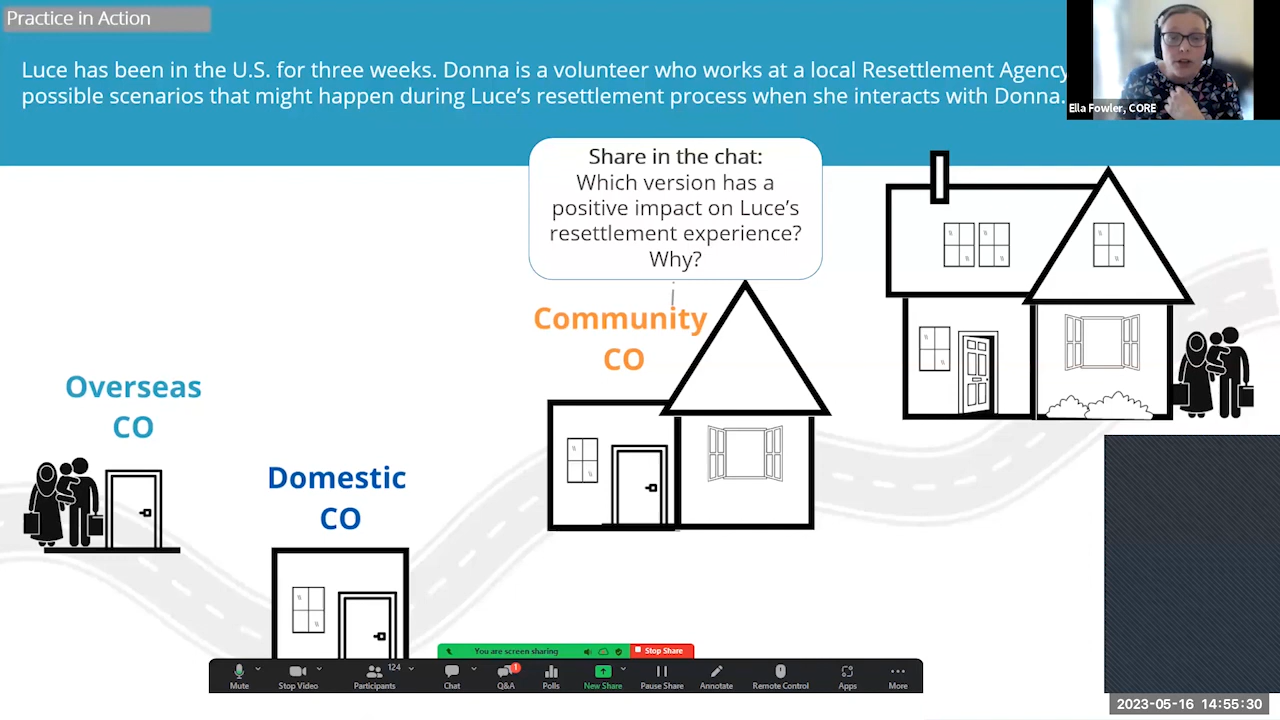 Practice in Action
Luce has been in the U.S. for three weeks. Donna is a volunteer who works at a local Resettlement Agency
possible scenarios that might happen during Luce's resettlement process when she interacts with Donna.
Ella Fowler, CORE
Share in the chat:
Which version has a
positive impact on Luce's
resettlement experience?
Why?
Community
CO
Overseas
CO
Domestic
CO
You are screen sharing
Stop Share
124
1
Mute
Stop Video
Participants
Chat
Q&A
Polls
New Share
Pause Share
Annotate
Remote Control
Apps
More
2023-05-16 14:55:30